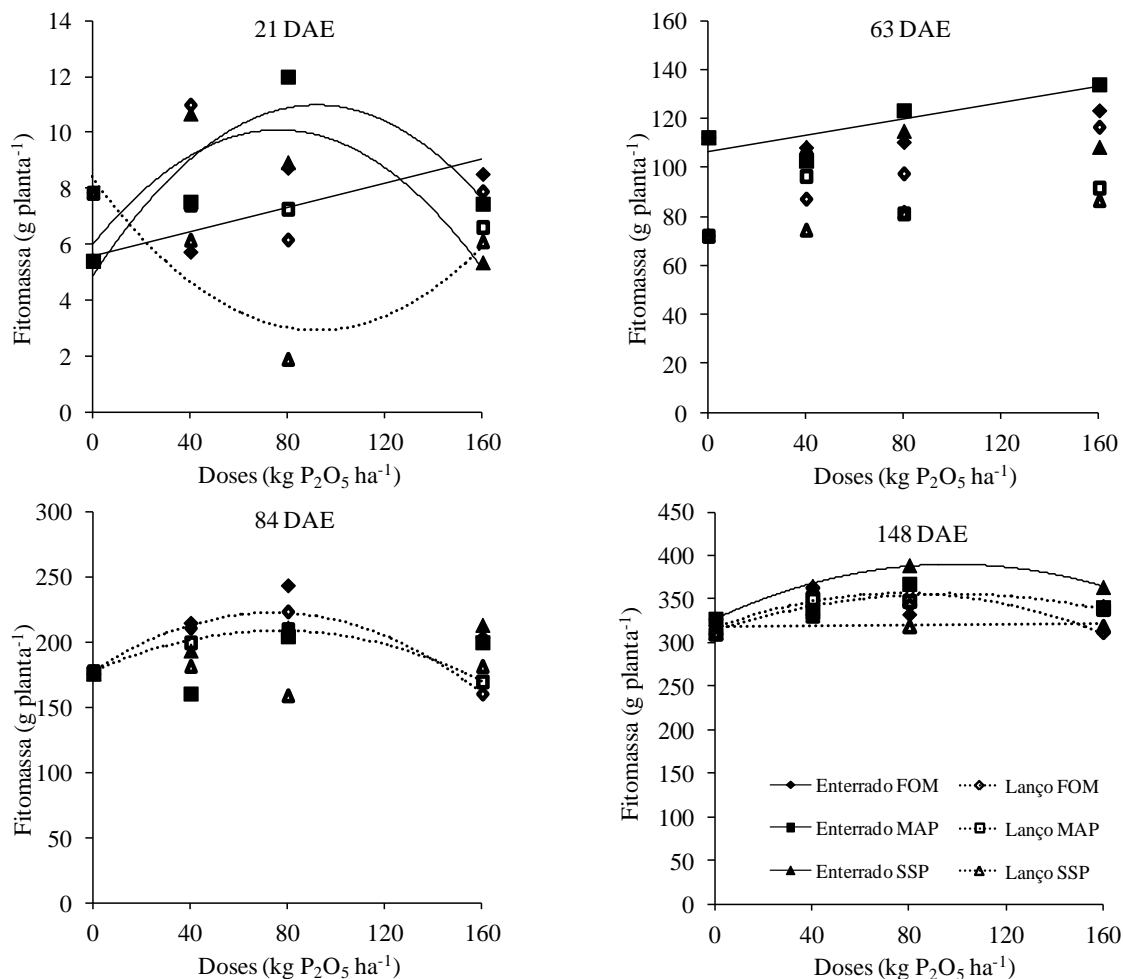 21 DAE
Fitomassa (g planta⁻¹)
14
12
10
8
6
4
2
0
0 40 80 120 160
Doses (kg P₂O₅ ha⁻¹)
63 DAE
Fitomassa (g planta⁻¹)
160
140
120
100
80
60
40
20
0
0 40 80 120 160
Doses (kg P₂O₅ ha⁻¹)
84 DAE
Fitomassa (g planta⁻¹)
300
250
200
150
100
50
0
0 40 80 120 160
Doses (kg P₂O₅ ha⁻¹)
148 DAE
Fitomassa (g planta⁻¹)
450
400
350
300
250
200
150
100
50
0
Enterrado FOM Lanço FOM
Enterrado MAP Lanço MAP
Enterrado SSP Lanço SSP
0 40 80 120 160
Doses (kg P₂O₅ ha⁻¹)